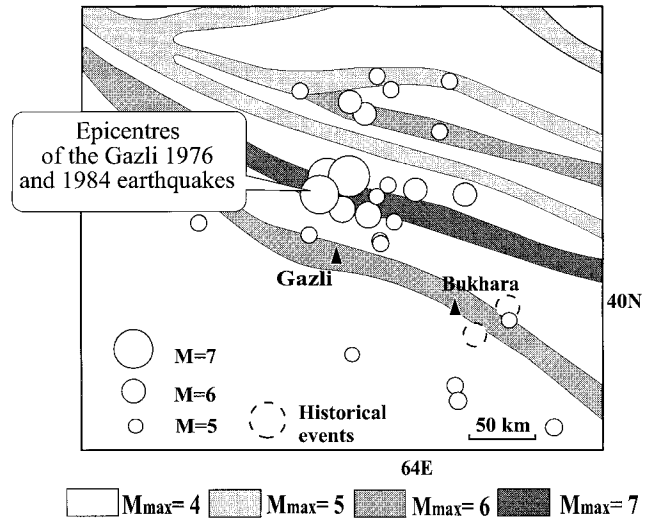 Epicentres
of the Gazli 1976
and 1984 earthquakes
Gazli
Bukhara
40N
M=7
M=6
M=5
Historical
events
50 km
64E
Mmax= 4 Mmax= 5 Mmax= 6 Mmax= 7